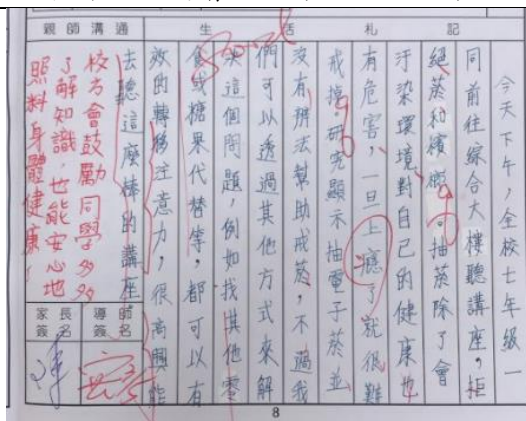 生活札記
今天下午，全校七年級一
同前往綜合大樓聽講座，拒
絕菸和檳榔。抽菸除了會
汙染環境對自己的健康也
有危害，一旦上癮了就很難
戒掉。研究顯示抽電子菸並
沒有辦法幫助戒菸，不過我
們可以透過其他方式來解
決這個問題，例如找其他零
食或糖果代替等，都可以有
效的轉移注意力，很高興能
去聽這麼棒的講座。
Good
親師溝通
校方會鼓勵同學多多
了解知識，也能安心地
照料身體健康！
導師簽名
家長簽名
8